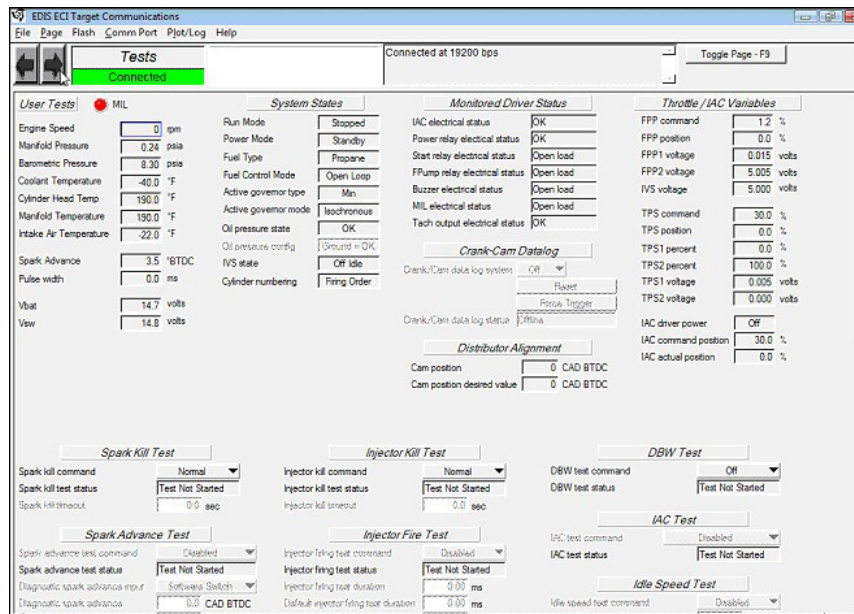 EDIS ECI Target Communications
File Page Flash Comm Port Plot/Log Help
Tests
Connected
Connected at 19200 bps
Toggle Page - F9
User Tests
MIL
Engine Speed 0 rpm
Manifold Pressure 0.24 psia
Barometric Pressure 8.30 psia
Coolant Temperature -40.0 °F
Cylinder Head Temp 190.0 °F
Manifold Temperature 190.0 °F
Intake Air Temperature -22.0 °F
Spark Advance 3.5 °BTDC
Pulse width 0.0 ms
Vbat 14.7 volts
Vsw 14.8 volts
System States
Run Mode Stopped
Power Mode Standby
Fuel Type Propane
Fuel Control Mode Open Loop
Active governor type Min
Active governor mode Isochronous
Oil pressure state OK
Oil pressure config Ground = OK
IVS state Off Idle
Cylinder numbering Firing Order
Monitored Driver Status
IAC electrical status OK
Power relay electical status OK
Start relay electrical status Open load
FPump relay electrical status Open load
Buzzer electrical status Open load
MIL electrical status Open load
Tach output electrical status OK
Crank-Cam Datalog
Crank/Cam data log system Off
Reset
Force Trigger
Crank/Cam data log status Offline
Distributor Alignment
Cam position 0 CAD BTDC
Cam position desired value 0 CAD BTDC
Throttle / IAC Variables
FPP command 1.2 %
FPP position 0.0 %
FPP1 voltage 0.015 volts
FPP2 voltage 5.005 volts
IVS voltage 5.000 volts
TPS command 30.0 %
TPS position 0.0 %
TPS1 percent 0.0 %
TPS2 percent 100.0 %
TPS1 voltage 0.005 volts
TPS2 voltage 0.000 volts
IAC driver power Off
IAC command position 30.0 %
IAC actual position 0.0 %
Spark Kill Test
Spark kill command Normal
Spark kill test status Test Not Started
Spark kill timeout 0.0 sec
Injector Kill Test
Injector kill command Normal
Injector kill test status Test Not Started
Injector kill timeout 0.0 sec
DBW Test
DBW test command Off
DBW test status Test Not Started
Spark Advance Test
Spark advance test command Disabled
Spark advance test status Test Not Started
Diagnostic spark advance input Software Switch
Diagnostic spark advance 0.0 CAD BTDC
Injector Fire Test
Injector firing test command Disabled
Injector firing test status Test Not Started
Injector firing test duration 0.00 ms
Default injector firing test duration 0.00 ms
IAC Test
IAC test command Disabled
IAC test status Test Not Started
Idle Speed Test
Idle speed test command Disabled